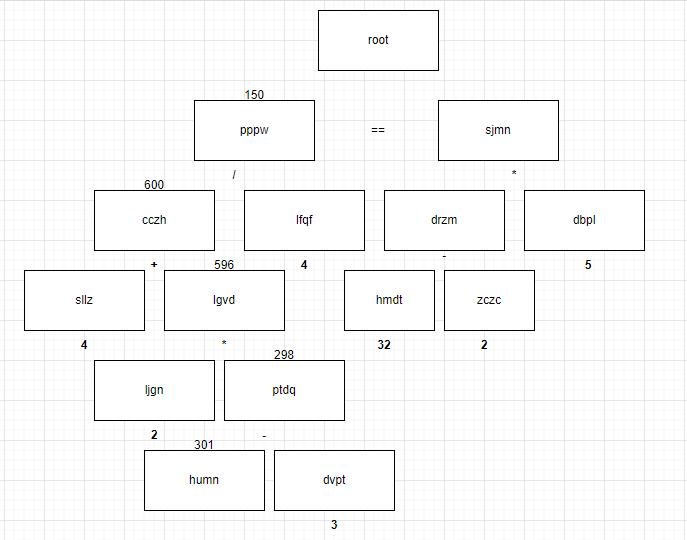 root
150
pppw == sjmn
/ *
600
cczh lfqf drzm dbpl
+ 596 4 - 5
sllz lgvd hmdt zczc
4 * 32 2
298
ljgn ptdq
2 -
301
humn dvpt
3